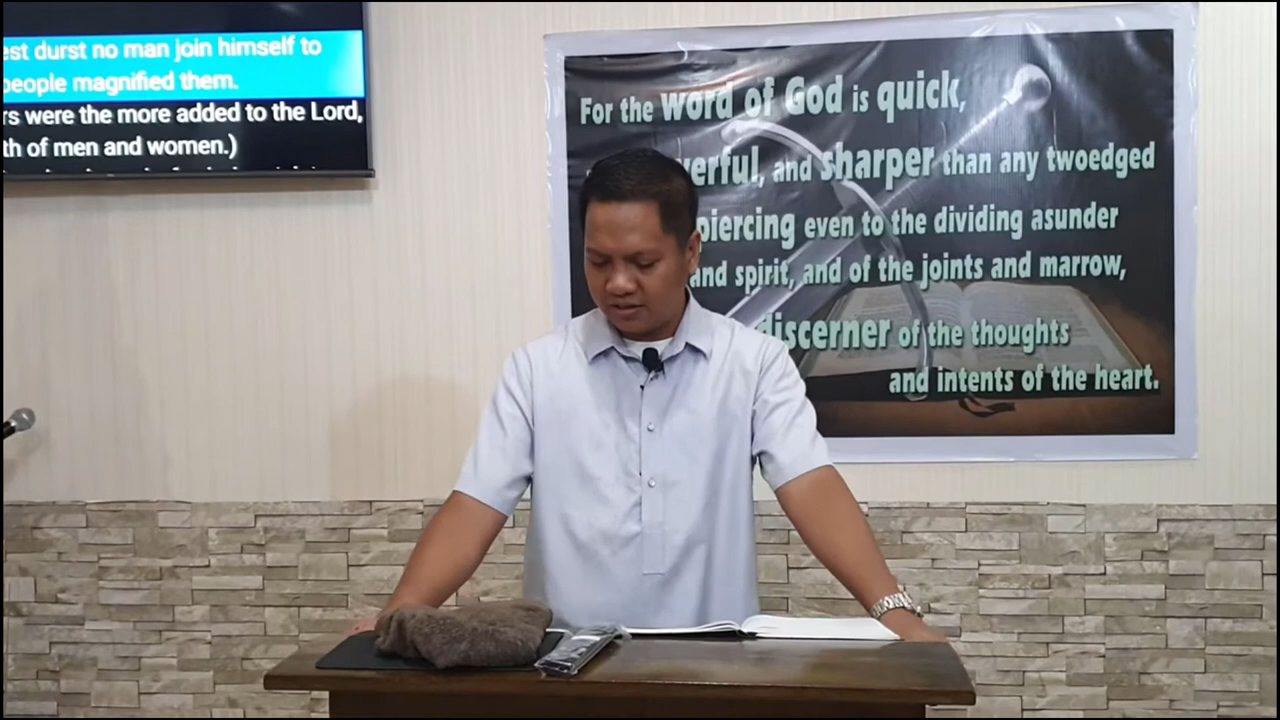 est durst no man join himself to
people magnified them.
rs were the more added to the Lord,
th of men and women.)
For the word of God is quick,
erful, and sharper than any twoedged
piercing even to the dividing asunder
and spirit, and of the joints and marrow,
discerner of the thoughts
and intents of the heart.